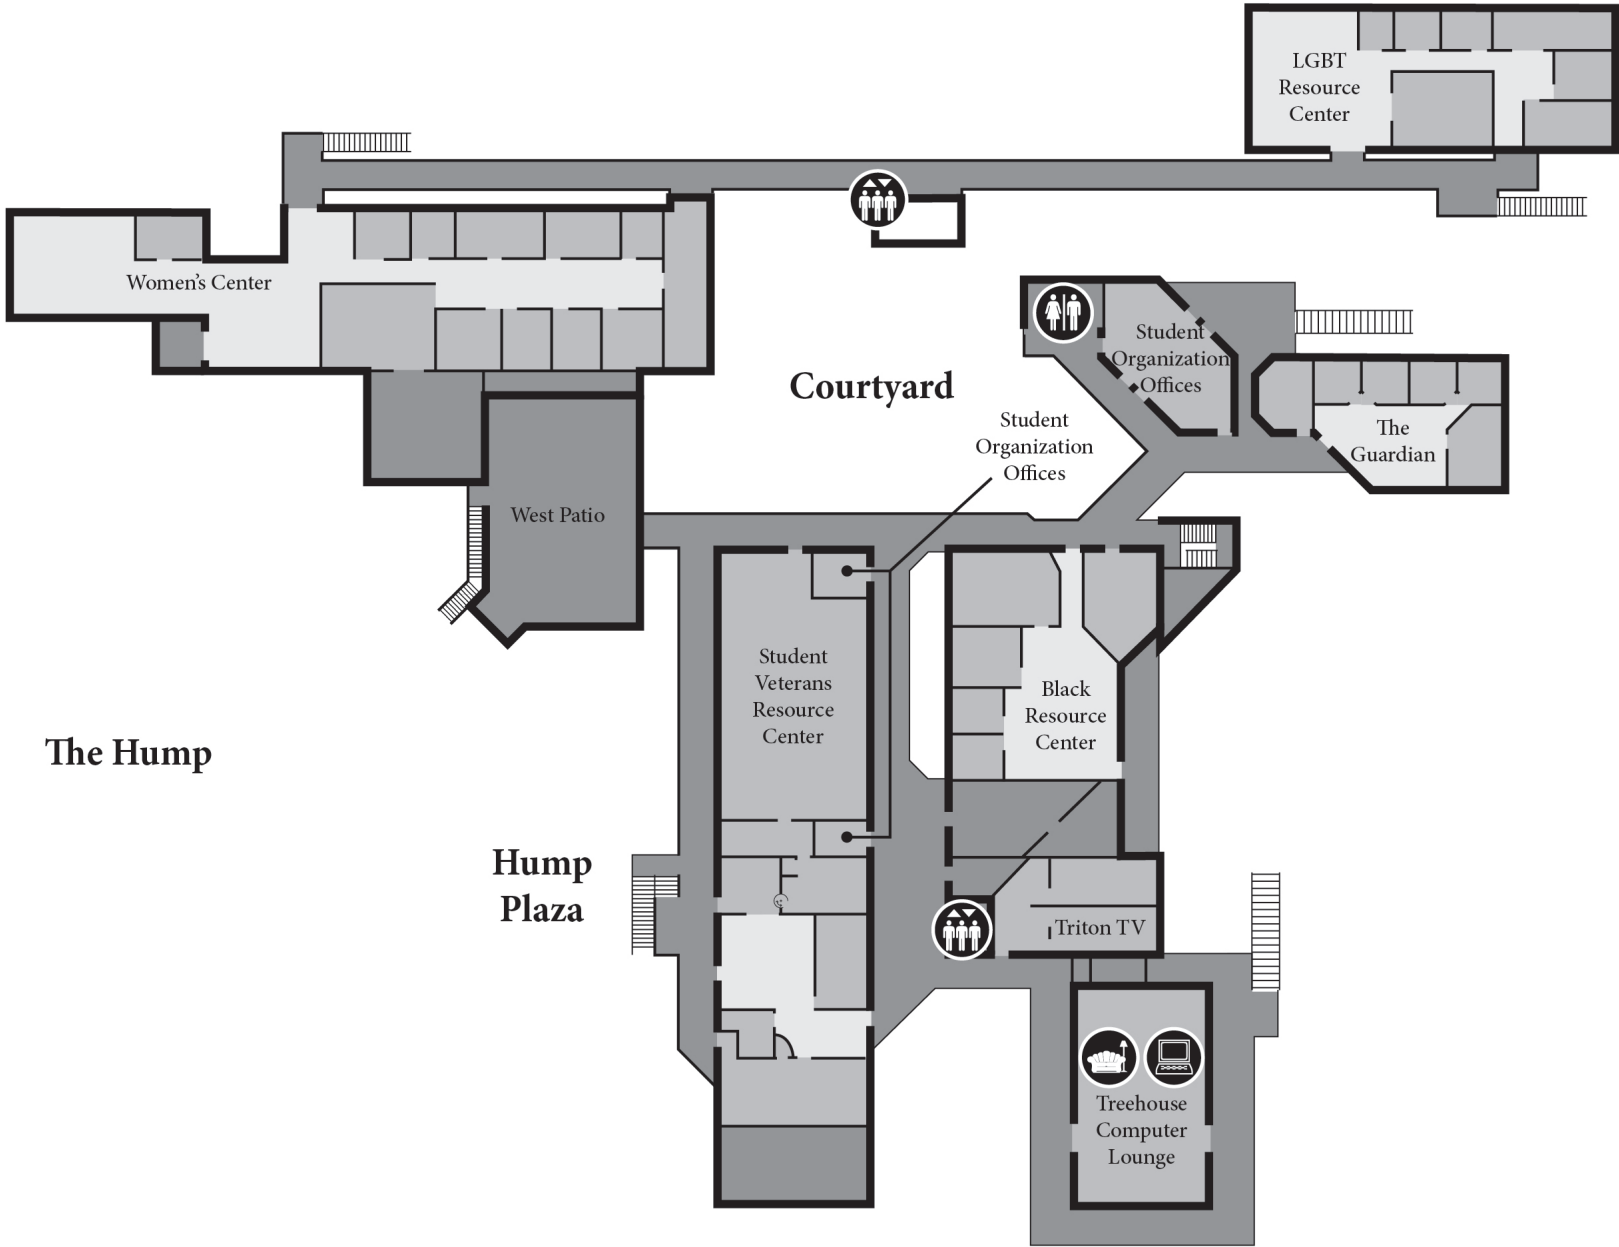 LGBT
Resource
Center
Women's Center
Student
Organization
Offices
Courtyard
Student
Organization
Offices
The
Guardian
West Patio
Student
Veterans
Resource
Center
Black
Resource
Center
The Hump
Hump
Plaza
Triton TV
Treehouse
Computer
Lounge